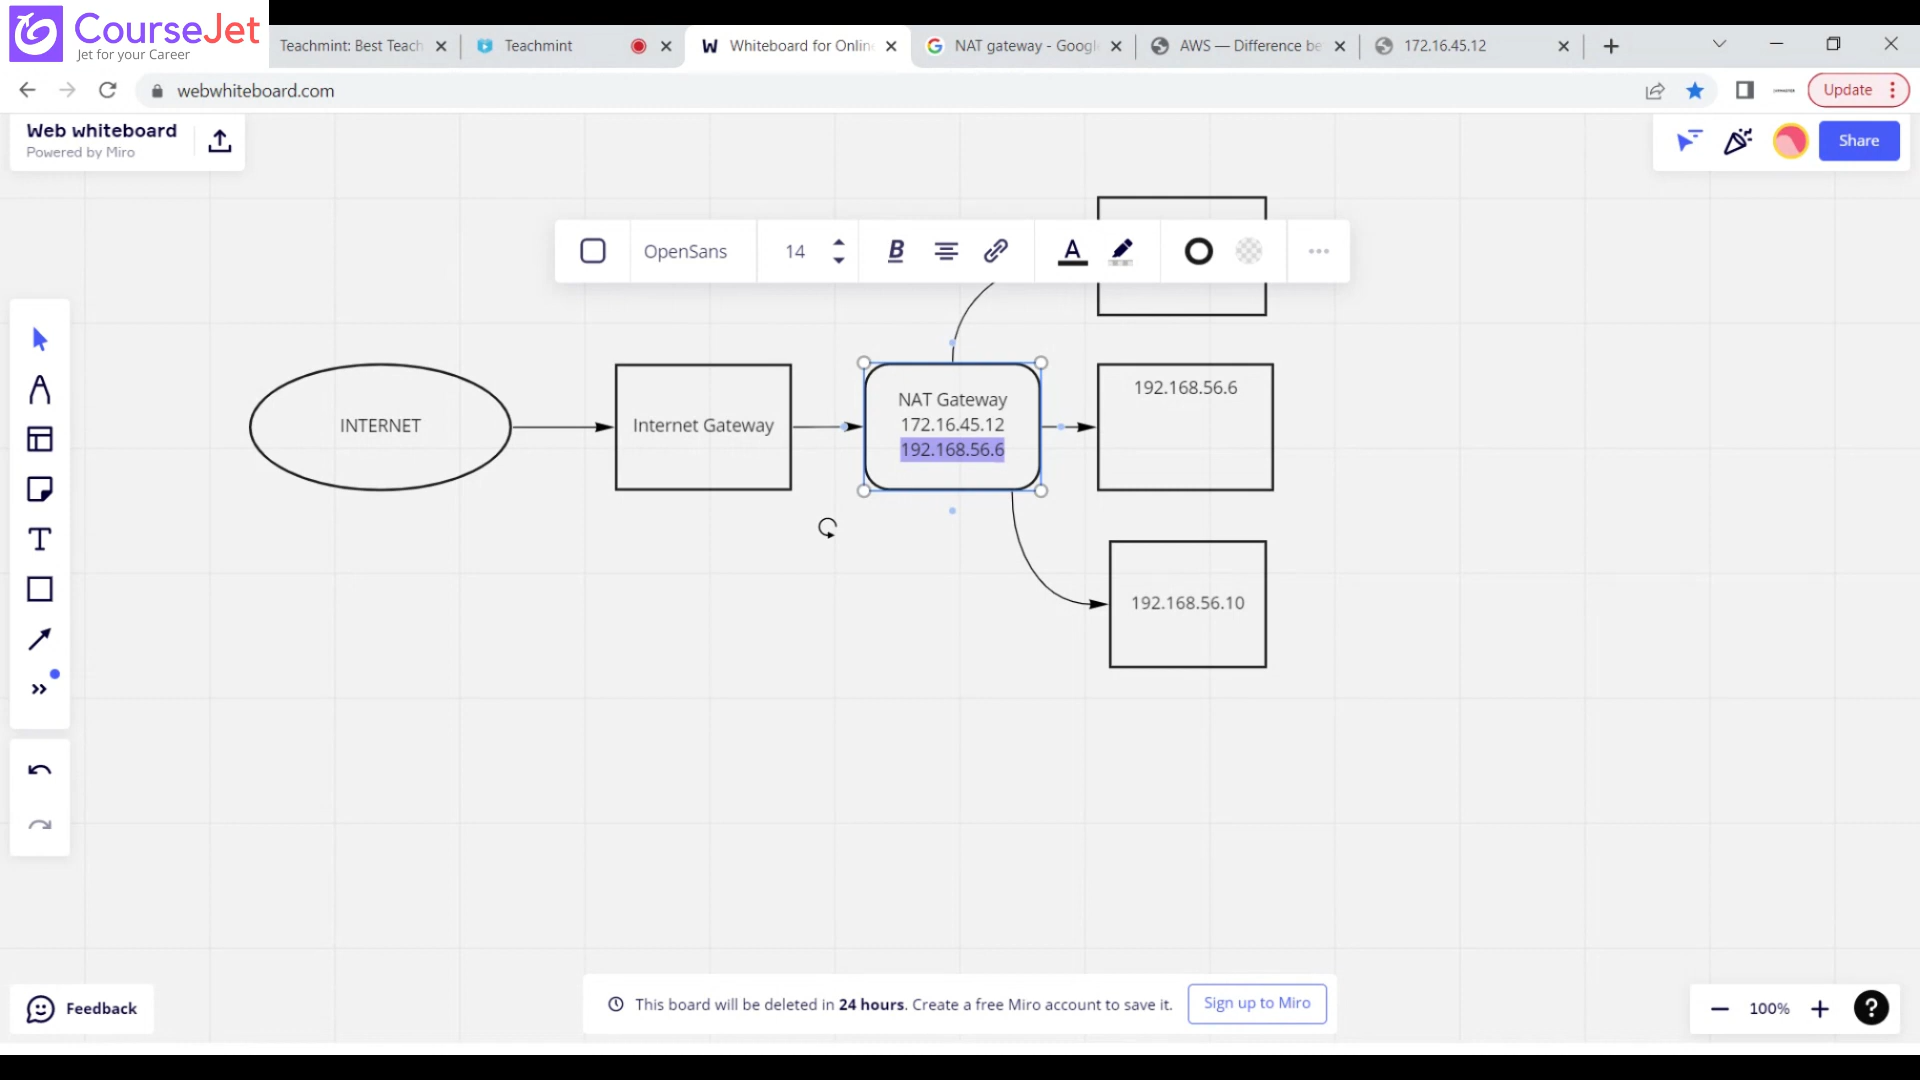 CourseJet
Jet for your Career
Teachmint: Best Teach
Teachmint
Whiteboard for Onlin
NAT gateway - Googl
AWS — Difference be
172.16.45.12
webwhiteboard.com
Update
Web whiteboard
Powered by Miro
Share
OpenSans
14
B
A
INTERNET
Internet Gateway
NAT Gateway
172.16.45.12
192.168.56.6
192.168.56.6
192.168.56.10
Feedback
This board will be deleted in 24 hours. Create a free Miro account to save it.
Sign up to Miro
100%